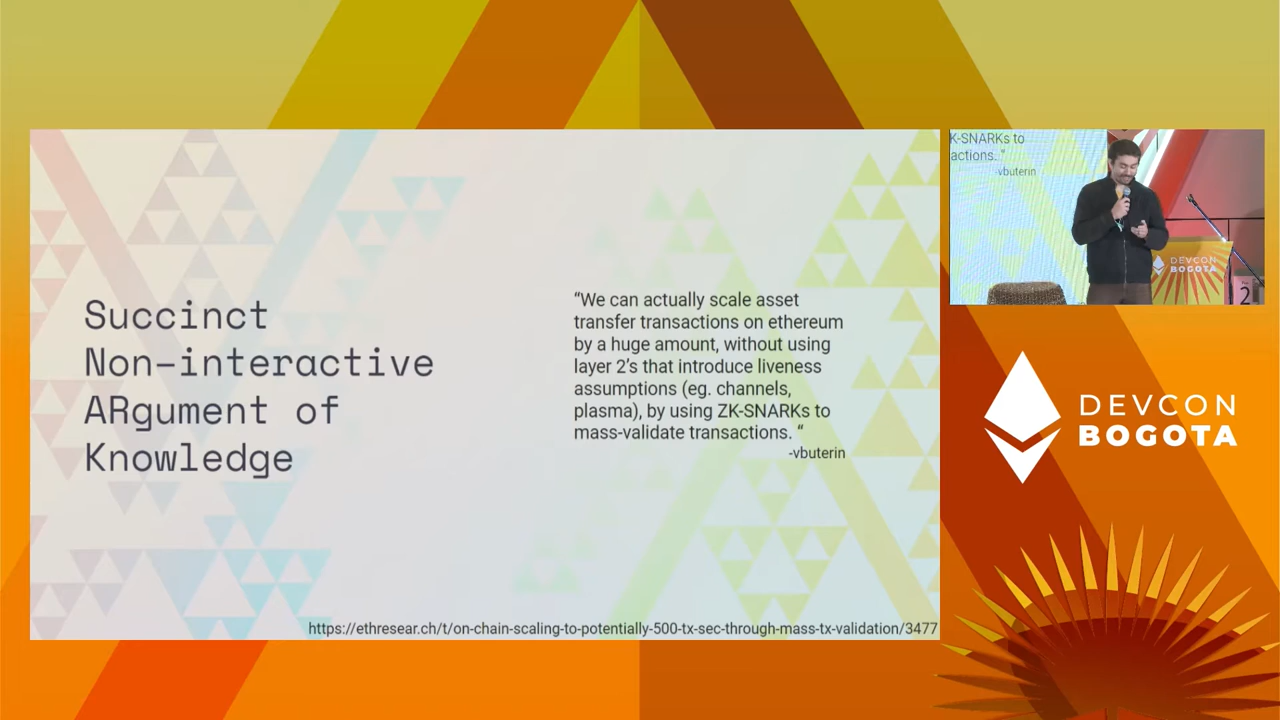 Succinct
Non-interactive
ARgument of
Knowledge
“We can actually scale asset
transfer transactions on ethereum
by a huge amount, without using
layer 2’s that introduce liveness
assumptions (eg. channels,
plasma), by using ZK-SNARKs to
mass-validate transactions. “
-vbuterin
https://ethresear.ch/t/on-chain-scaling-to-potentially-500-tx-sec-through-mass-tx-validation/3477
K-SNARKs to
actions. “
-vbuterin
DEVCON
BOGOTA
2
DEVCON
BOGOTA